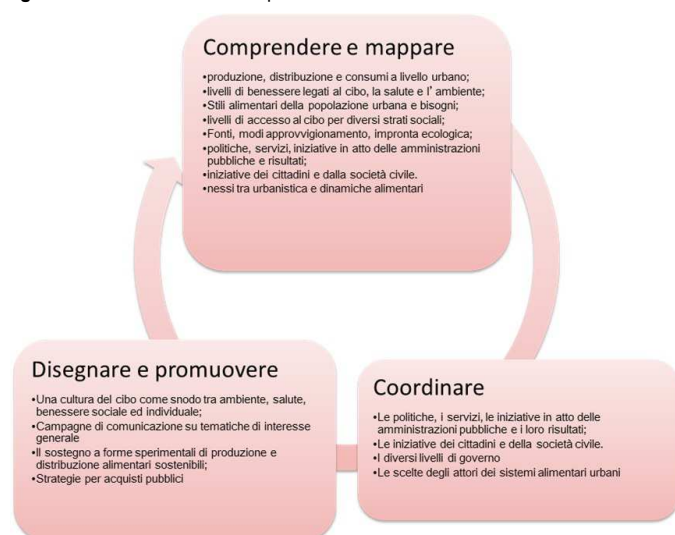 Comprendere e mappare
•produzione, distribuzione e consumi a livello urbano;
•livelli di benessere legati al cibo, la salute e l’ambiente;
•Stili alimentari della popolazione urbana e bisogni;
•livelli di accesso al cibo per diversi strati sociali;
•Fonti, modi approvvigionamento, impronta ecologica;
•politiche, servizi, iniziative in atto delle amministrazioni
pubbliche e risultati;
•iniziative dei cittadini e dalla società civile.
•nessi tra urbanistica e dinamiche alimentari
Disegnare e promuovere
•Una cultura del cibo come snodo tra ambiente, salute,
benessere sociale ed individuale;
•Campagne di comunicazione su tematiche di interesse
generale
•Il sostegno a forme sperimentali di produzione e
distribuzione alimentari sostenibili;
•Strategie per acquisti pubblici
Coordinare
•Le politiche, i servizi, le iniziative in atto delle
amministrazioni pubbliche e i loro risultati;
•Le iniziative dei cittadini e della società civile.
•I diversi livelli di governo
•Le scelte degli attori dei sistemi alimentari urbani